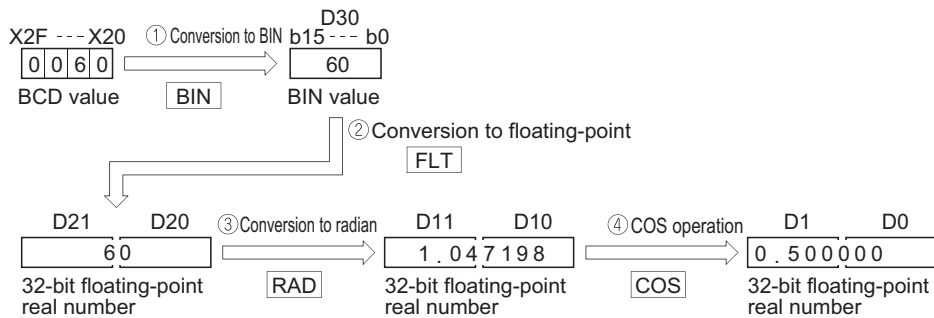 D30
X2F --- X20 ① Conversion to BIN b15 --- b0
0 0 6 0 60
BCD value BIN BIN value
② Conversion to floating-point
FLT
D21 D20 ③ Conversion to radian D11 D10 ④ COS operation D1 D0
60 1.047198 0.500000
32-bit floating-point RAD 32-bit floating-point COS 32-bit floating-point
real number real number real number